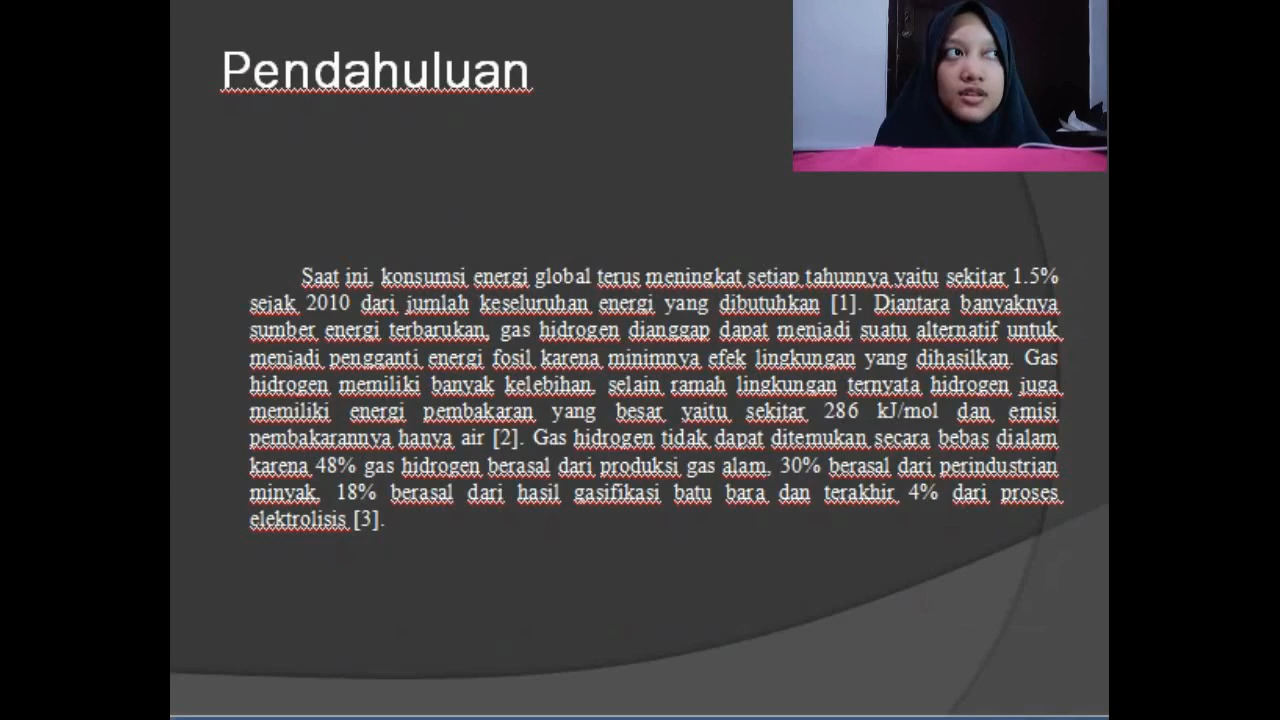 Pendahuluan
Saat ini, konsumsi energi global terus meningkat setiap tahunnya yaitu sekitar 1.5%
sejak 2010 dari jumlah keseluruhan energi yang dibutuhkan [1]. Diantara banyaknya
sumber energi terbarukan, gas hidrogen dianggap dapat menjadi suatu alternatif untuk
menjadi pengganti energi fosil karena minimnya efek lingkungan yang dihasilkan. Gas
hidrogen memiliki banyak kelebihan, selain ramah lingkungan ternyata hidrogen juga
memiliki energi pembakaran yang besar yaitu sekitar 286 kJ/mol dan emisi
pembakarannya hanya air [2]. Gas hidrogen tidak dapat ditemukan secara bebas dialam
karena 48% gas hidrogen berasal dari produksi gas alam, 30% berasal dari perindustrian
minyak, 18% berasal dari hasil gasifikasi batu bara dan terakhir 4% dari proses
elektrolisis [3].